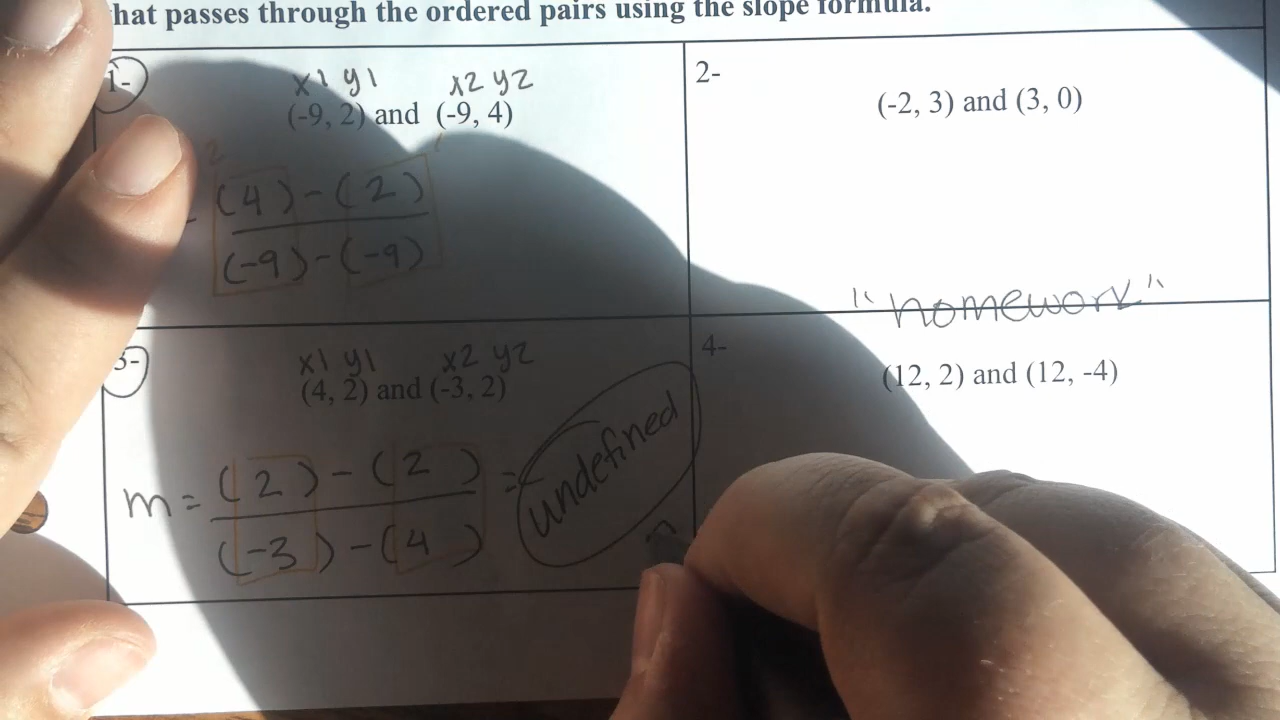 hat passes through the ordered pairs using the slope formula.
1-
x1 y1 x2 y2
(-9, 2) and (-9, 4)
(4) - (2)
(-9) - (-9)
2-
(-2, 3) and (3, 0)
"homework"
3-
x1 y1 x2 y2
(4, 2) and (-3, 2)
m = (2) - (2) = undefined
(-3) - (4)
4-
(12, 2) and (12, -4)